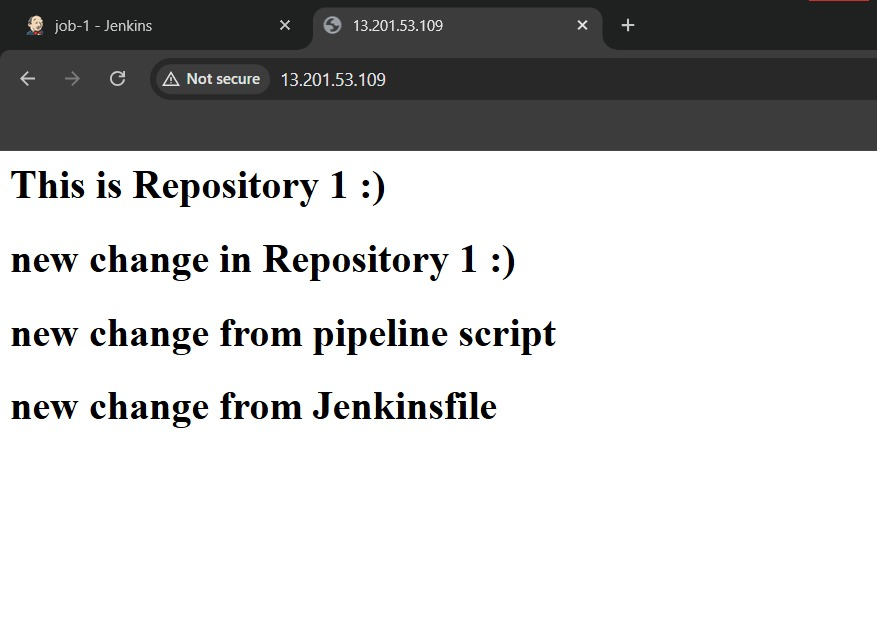 job-1 - Jenkins
13.201.53.109
Not secure
13.201.53.109
This is Repository 1 :)
new change in Repository 1 :)
new change from pipeline script
new change from Jenkinsfile